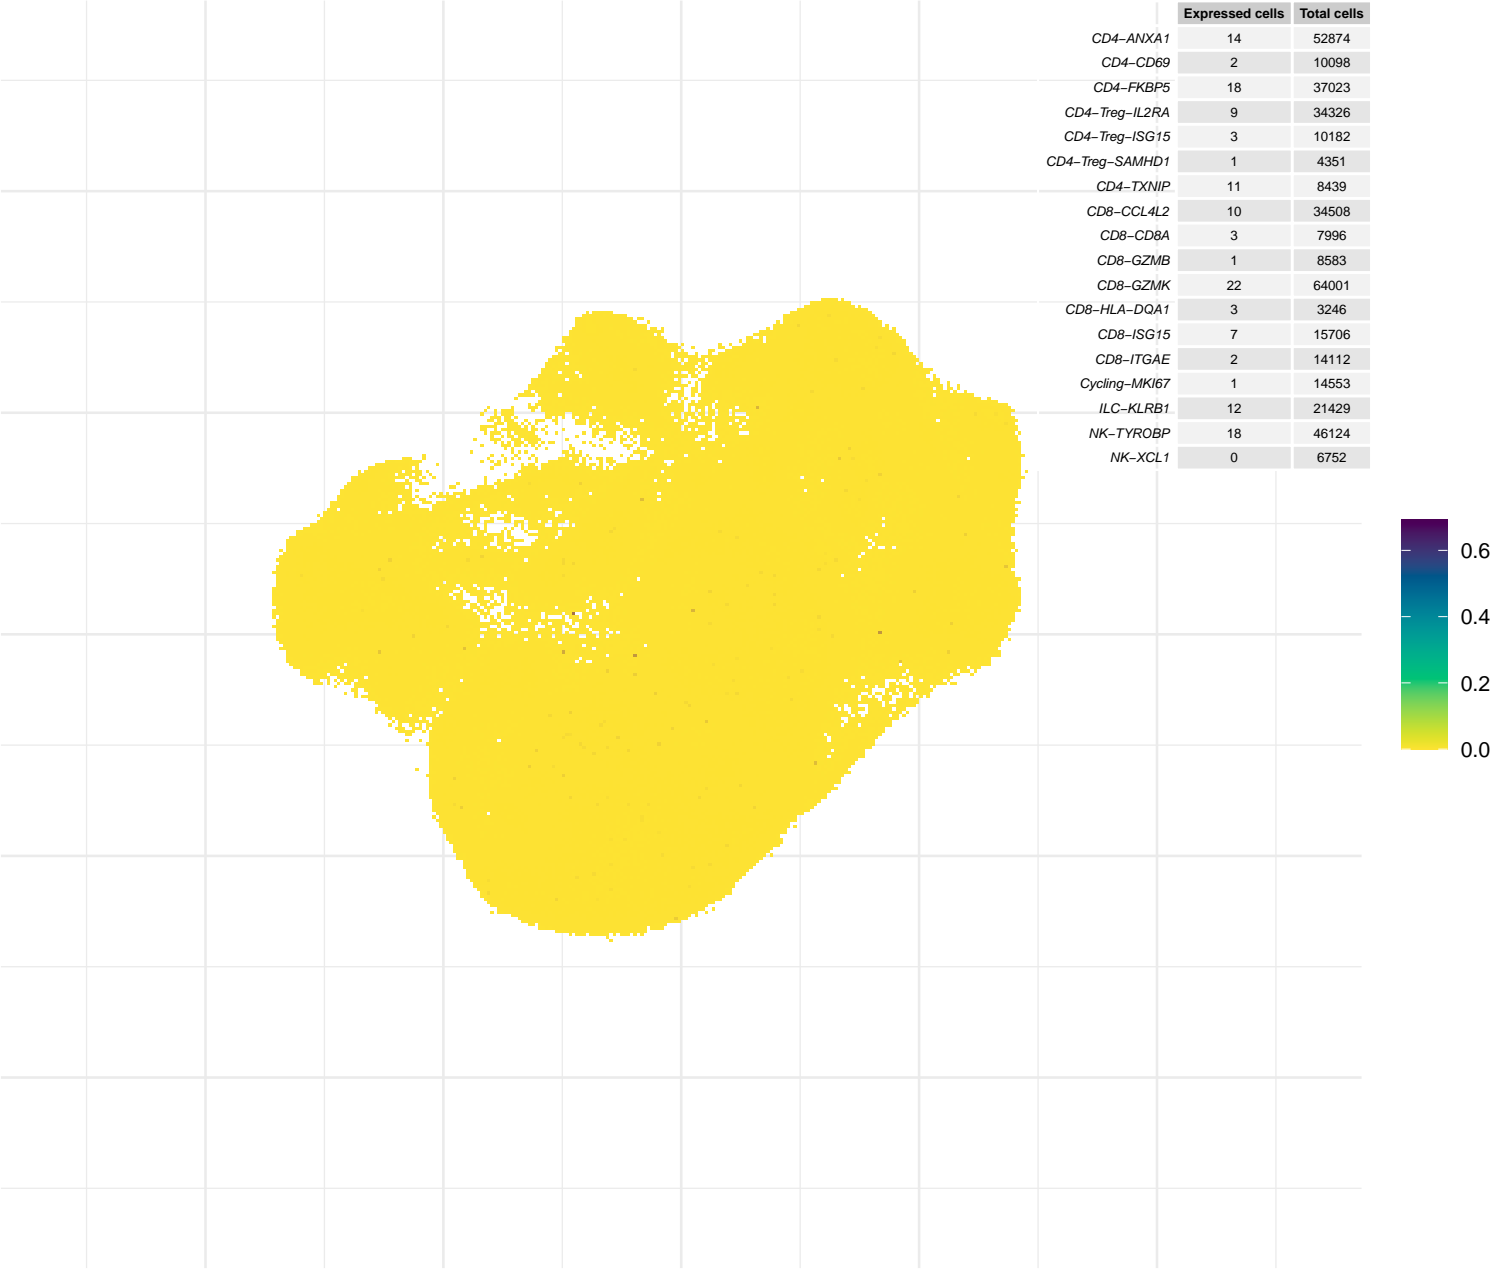 Expressed cells Total cells
CD4−ANXA1 14 52874
CD4−CD69 2 10098
CD4−FKBP5 18 37023
CD4−Treg−IL2RA 9 34326
CD4−Treg−ISG15 3 10182
CD4−Treg−SAMHD1 1 4351
CD4−TXNIP 11 8439
CD8−CCL4L2 10 34508
CD8−CD8A 3 7996
CD8−GZMB 1 8583
CD8−GZMK 22 64001
CD8−HLA−DQA1 3 3246
CD8−ISG15 7 15706
CD8−ITGAE 2 14112
Cycling−MKI67 1 14553
ILC−KLRB1 12 21429
NK−TYROBP 18 46124
NK−XCL1 0 6752
0.6
0.4
0.2
0.0